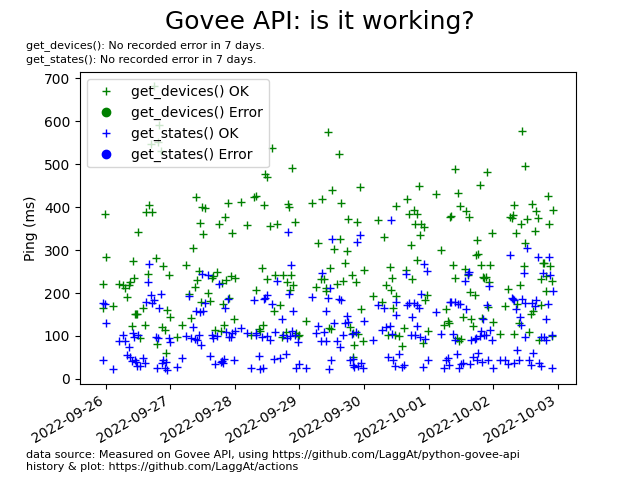 Govee API: is it working?
get_devices(): No recorded error in 7 days.
get_states(): No recorded error in 7 days.
700
600
500
400
300
200
100
0
Ping (ms)
get_devices() OK
get_devices() Error
get_states() OK
get_states() Error
2022-09-26
2022-09-27
2022-09-28
2022-09-29
2022-09-30
2022-10-01
2022-10-02
2022-10-03
data source: Measured on Govee API, using https://github.com/LaggAt/python-govee-api
history & plot: https://github.com/LaggAt/actions